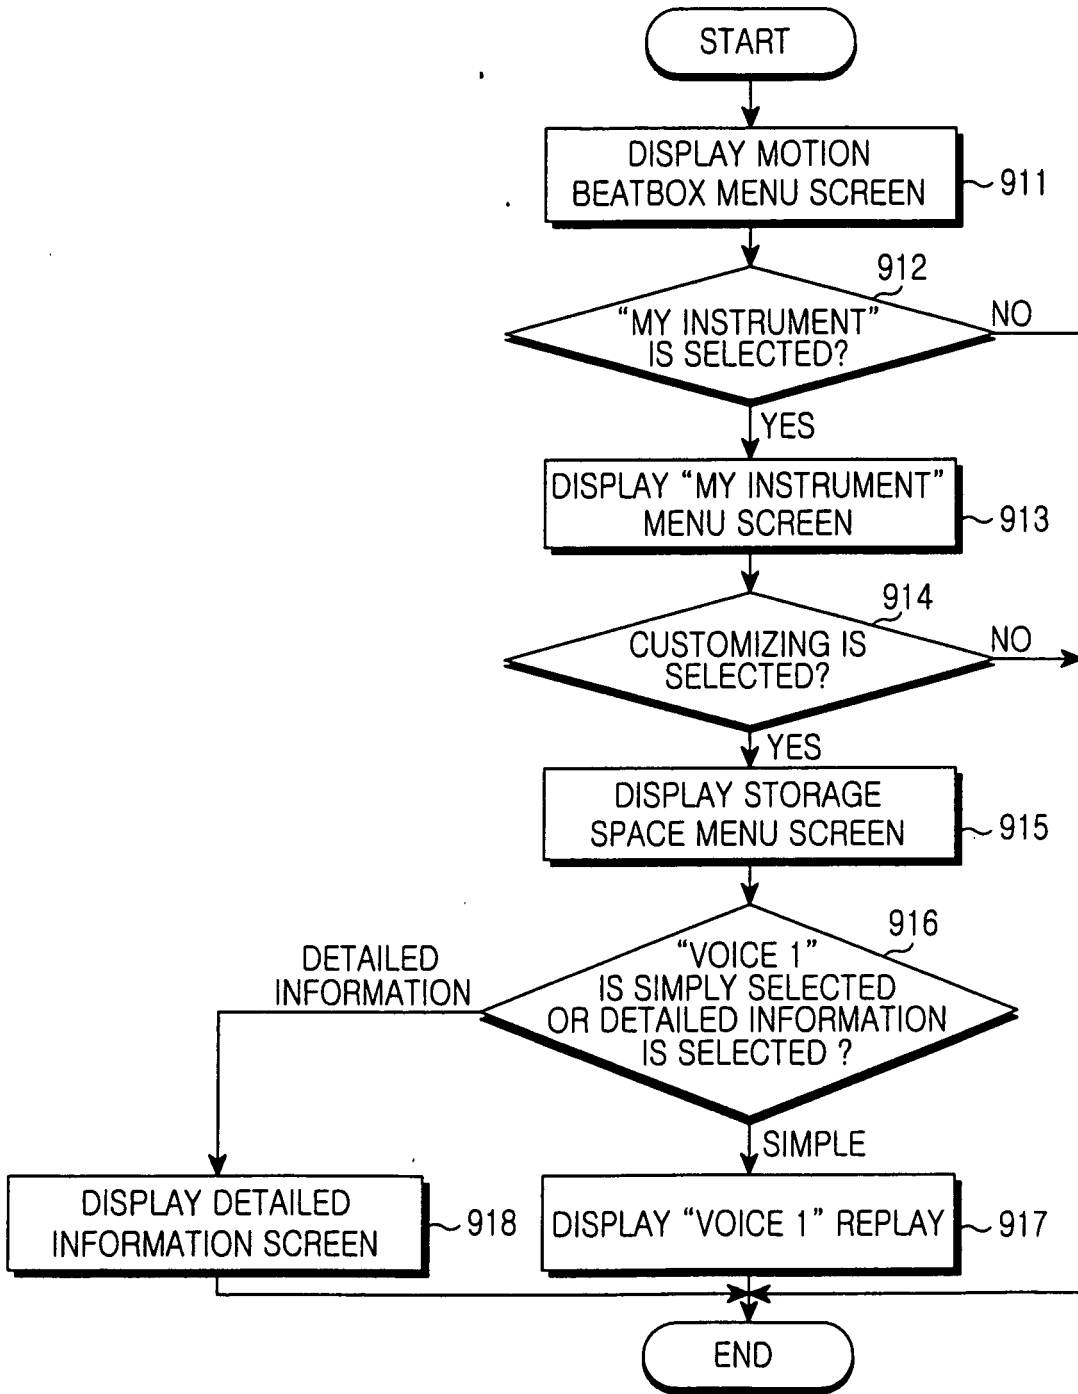 START
DISPLAY MOTION
BEATBOX MENU SCREEN
911
912
“MY INSTRUMENT”
IS SELECTED?
NO
YES
DISPLAY “MY INSTRUMENT”
MENU SCREEN
913
914
CUSTOMIZING IS
SELECTED?
NO
YES
DISPLAY STORAGE
SPACE MENU SCREEN
915
916
“VOICE 1”
IS SIMPLY SELECTED
OR DETAILED INFORMATION
IS SELECTED ?
DETAILED
INFORMATION
SIMPLE
DISPLAY DETAILED
INFORMATION SCREEN
918
DISPLAY “VOICE 1” REPLAY
917
END